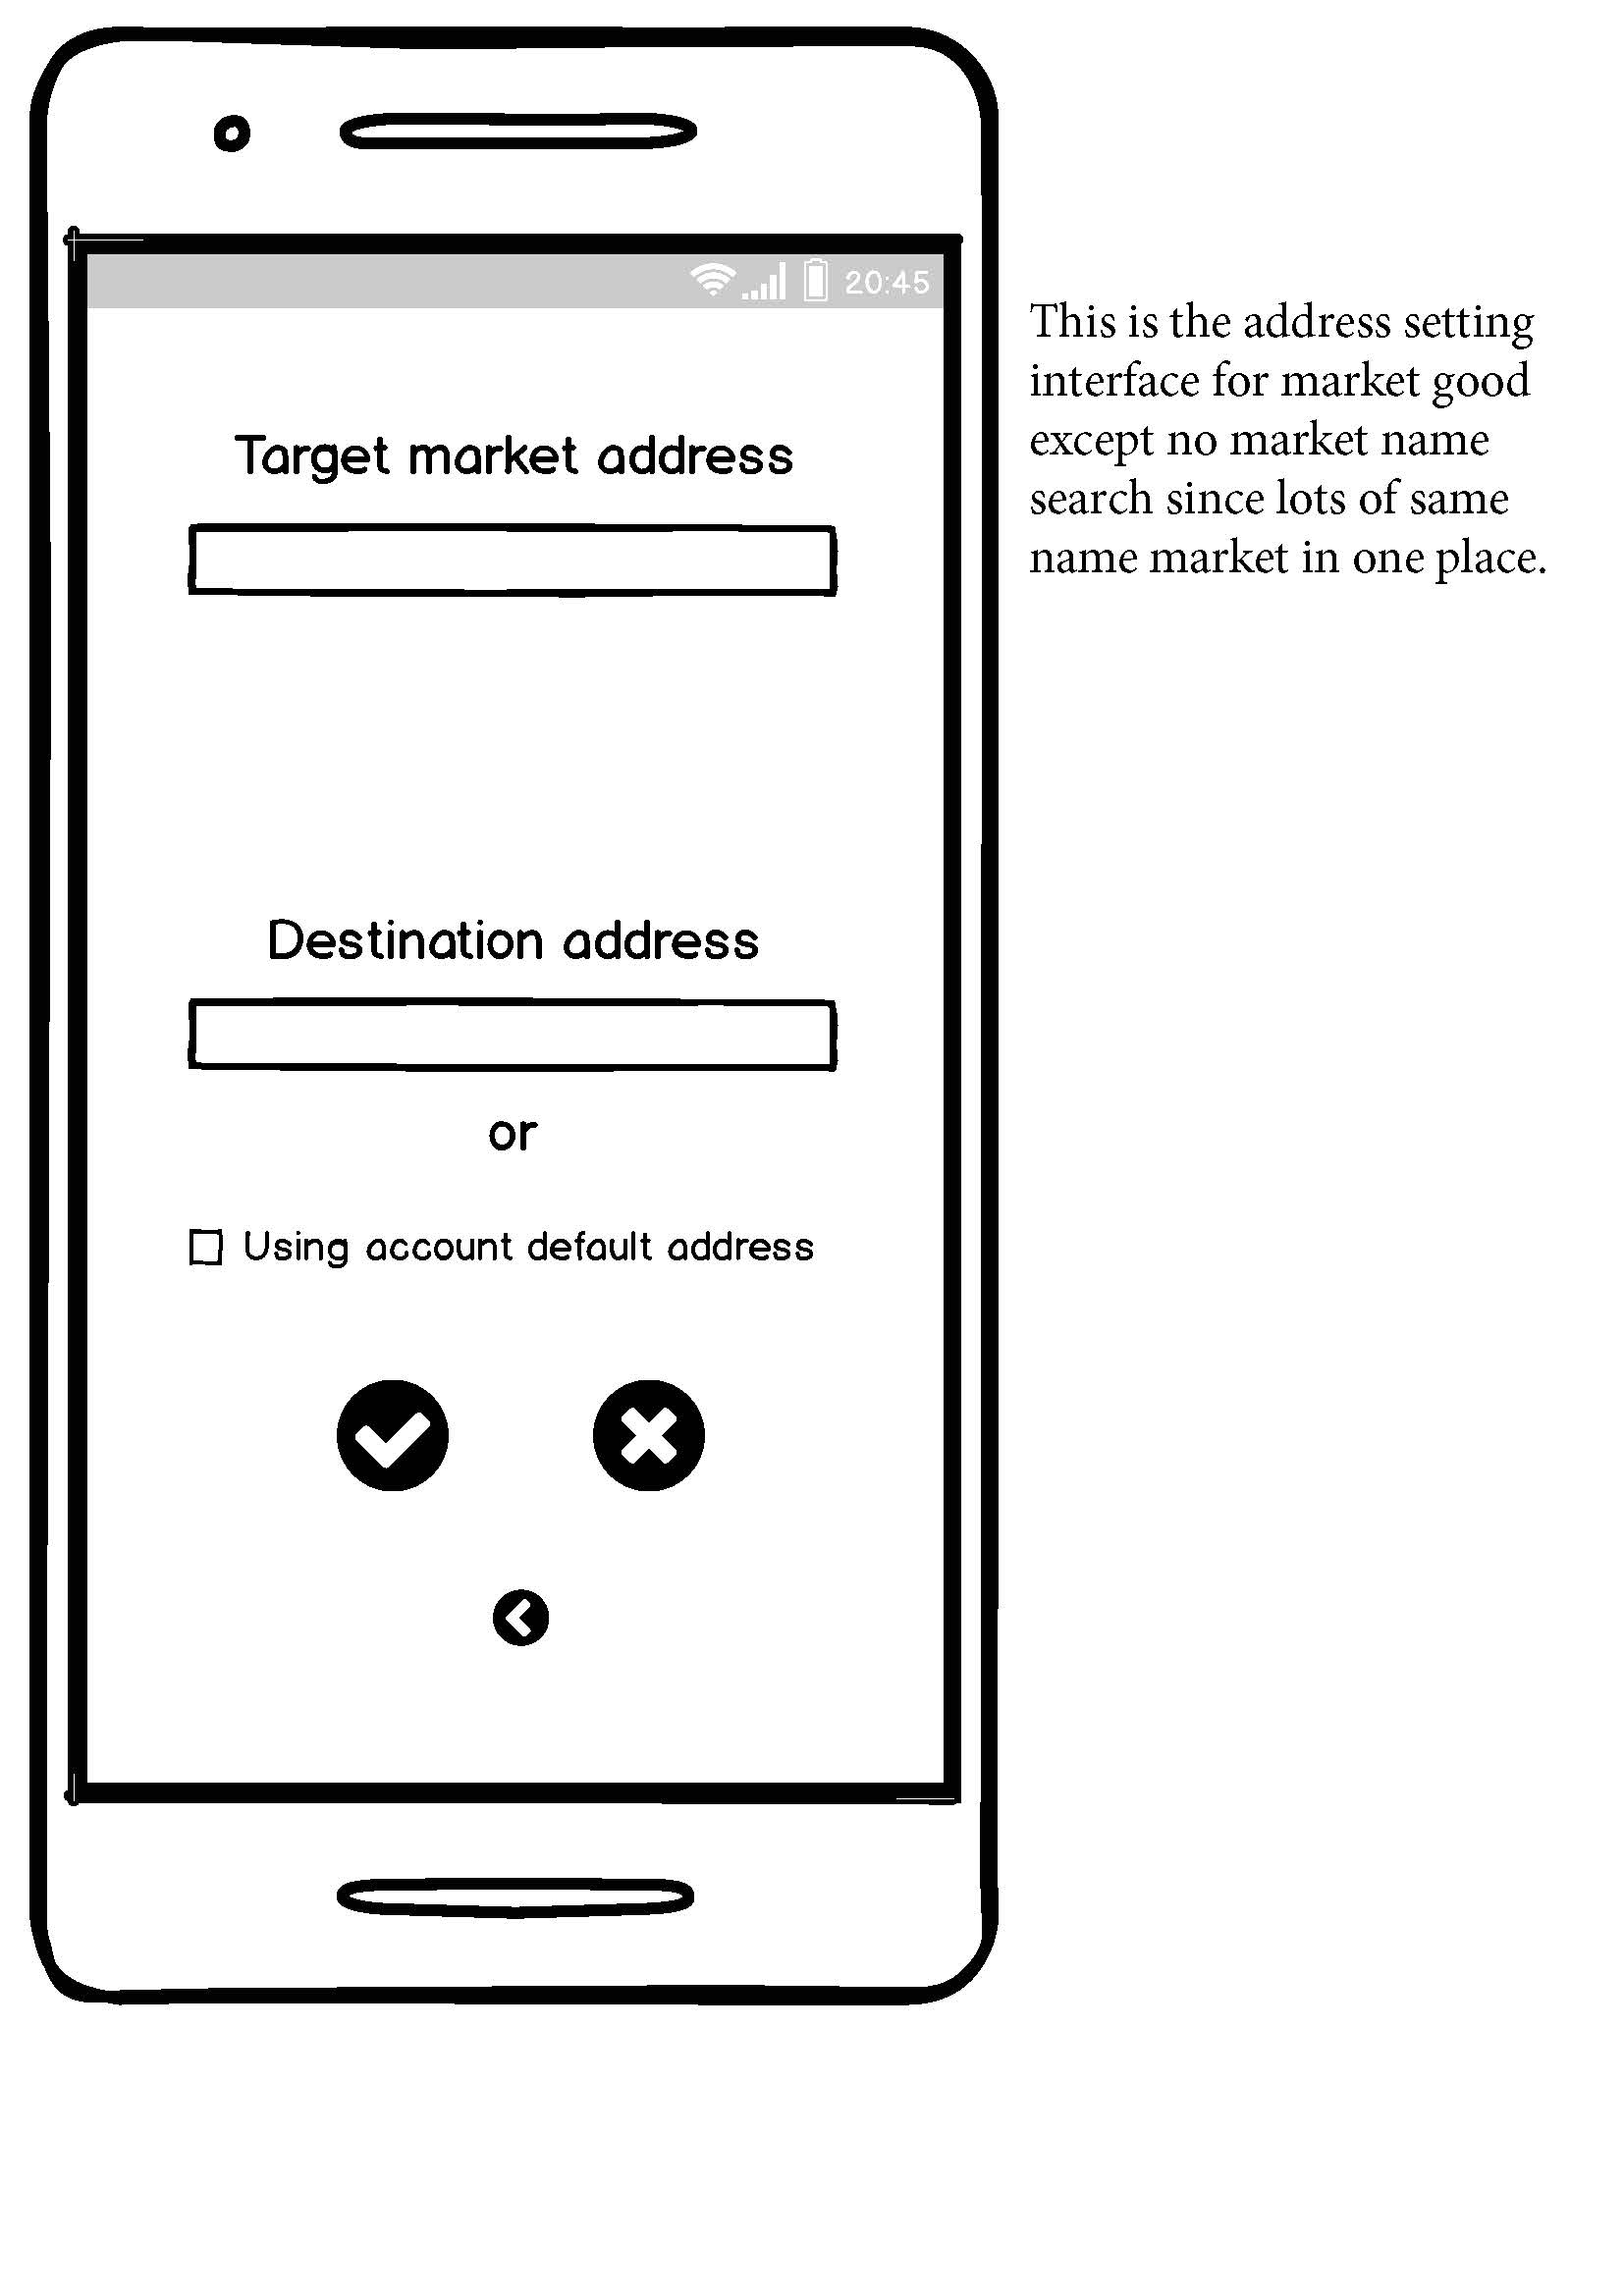 20:45
Target market address
Destination address
or
Using account default address
This is the address setting
interface for market good
except no market name
search since lots of same
name market in one place.